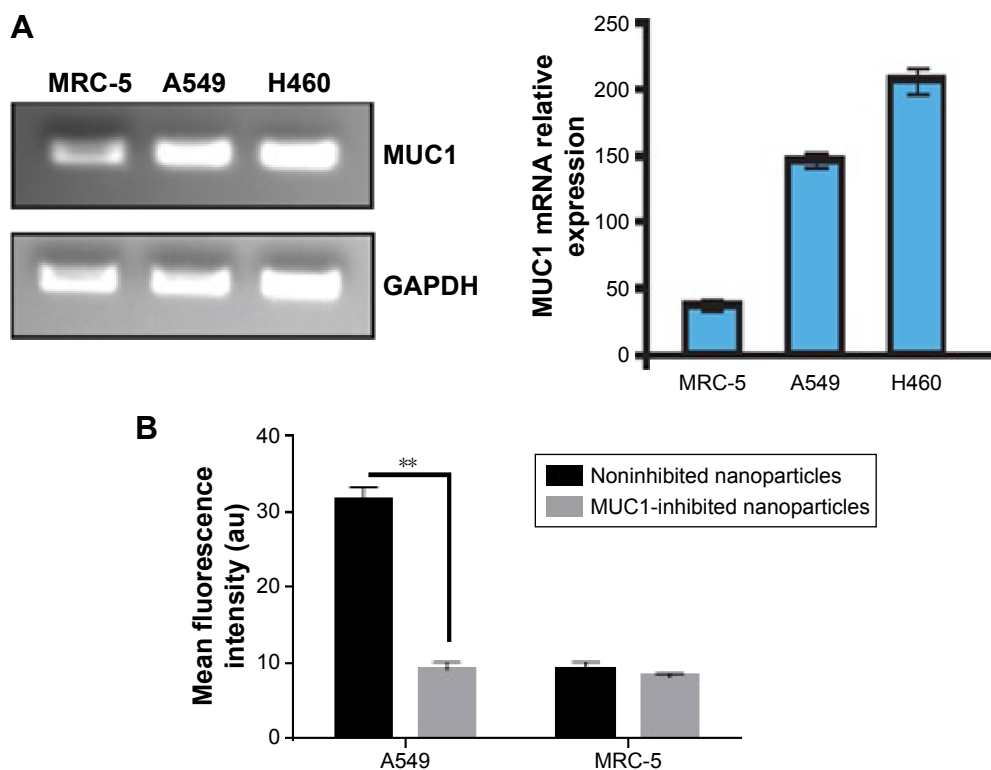 A
MRC-5 A549 H460
MUC1
GAPDH
MUC1 mRNA relative
expression
250
200
150
100
50
0
MRC-5 A549 H460
B
Mean fluorescence
intensity (au)
40
30
20
10
0
**
Noninhibited nanoparticles
MUC1-inhibited nanoparticles
A549 MRC-5